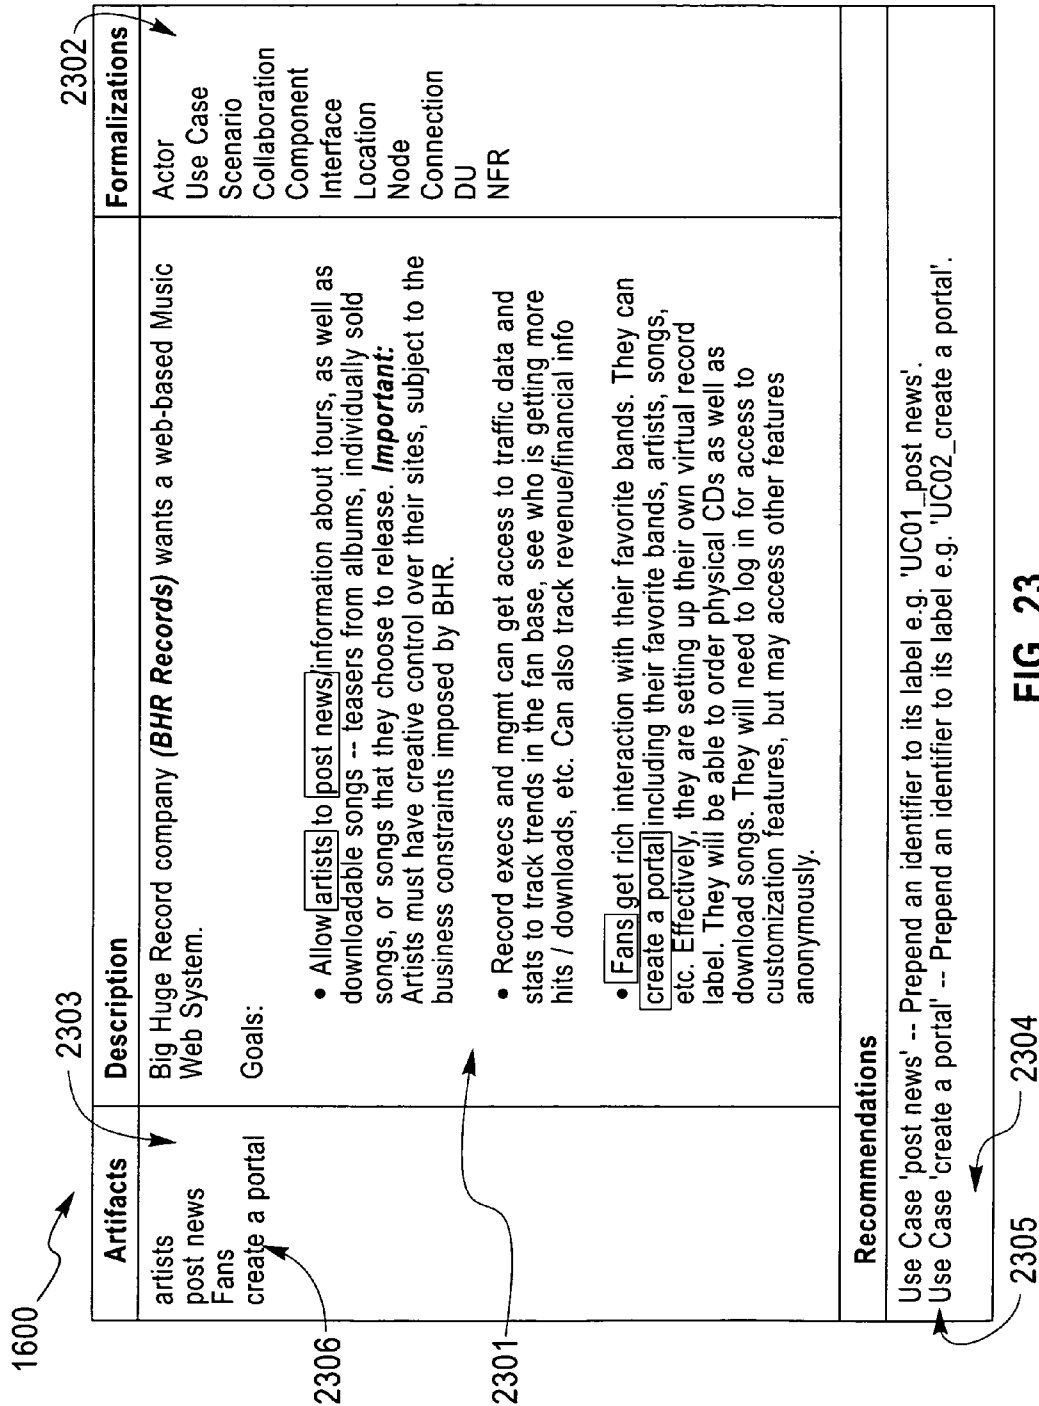 1600
2303
2302
Artifacts
Description
Formalizations
artists
post news
Fans
create a portal
Big Huge Record company (BHR Records) wants a web-based Music
Web System.
Goals:
• Allow artists to post news/information about tours, as well as
downloadable songs -- teasers from albums, individually sold
songs, or songs that they choose to release. Important:
Artists must have creative control over their sites, subject to the
business constraints imposed by BHR.
• Record execs and mgmt can get access to traffic data and
stats to track trends in the fan base, see who is getting more
hits / downloads, etc. Can also track revenue/financial info
• Fans get rich interaction with their favorite bands. They can
create a portal including their favorite bands, artists, songs,
etc. Effectively, they are setting up their own virtual record
label. They will be able to order physical CDs as well as
download songs. They will need to log in for access to
customization features, but may access other features
anonymously.
Actor
Use Case
Scenario
Collaboration
Component
Interface
Location
Node
Connection
DU
NFR
2306
2301
Recommendations
Use Case 'post news' -- Prepend an identifier to its label e.g. 'UC01_post news'.
Use Case 'create a portal' -- Prepend an identifier to its label e.g. 'UC02_create a portal'.
2305
2304
FIG. 23